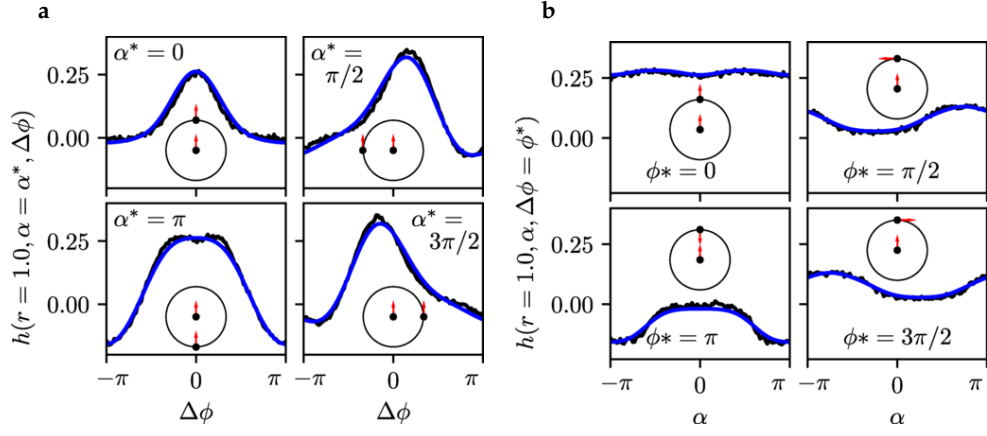 a
b
α* = 0
α* =
π/2
0.25
0.00
h(r = 1.0, α = α*, Δϕ)
α* = π
α* =
3π/2
0.25
0.00
−π
0
π
0
π
Δϕ
Δϕ
0.25
0.00
h(r = 1.0, α, Δϕ = ϕ*)
ϕ* = 0
ϕ* = π/2
0.25
0.00
ϕ* = π
ϕ* = 3π/2
−π
0
π
0
π
α
α